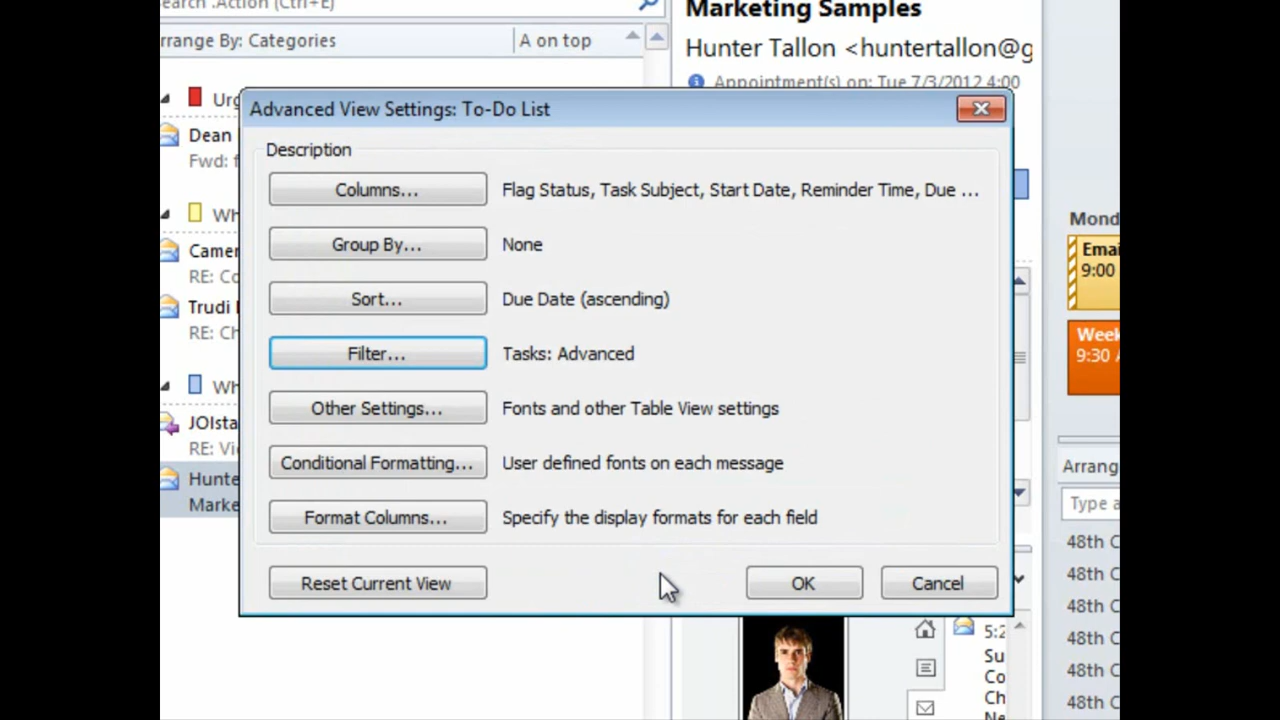 earch .Action (Ctrl+E)
rrange By: Categories
A on top
Marketing Samples
Hunter Tallon <huntertallon@g
Appointment(s) on: Tue 7/3/2012 4:00
Urg
Dean
Fwd: f
Wh
Camer
RE: Co
Trudi
RE: Ch
Wh
JOIsta
RE: Vi
Hunte
Marke
Advanced View Settings: To-Do List
Description
Columns...
Flag Status, Task Subject, Start Date, Reminder Time, Due ...
Group By...
None
Sort...
Due Date (ascending)
Filter...
Tasks: Advanced
Other Settings...
Fonts and other Table View settings
Conditional Formatting...
User defined fonts on each message
Format Columns...
Specify the display formats for each field
Reset Current View
OK
Cancel
Mond
Emai
9:00
Week
9:30
Arrang
Type a
48th C
48th C
48th C
48th C
48th C
48th C
5:2
Su
Co
Ch
Ne